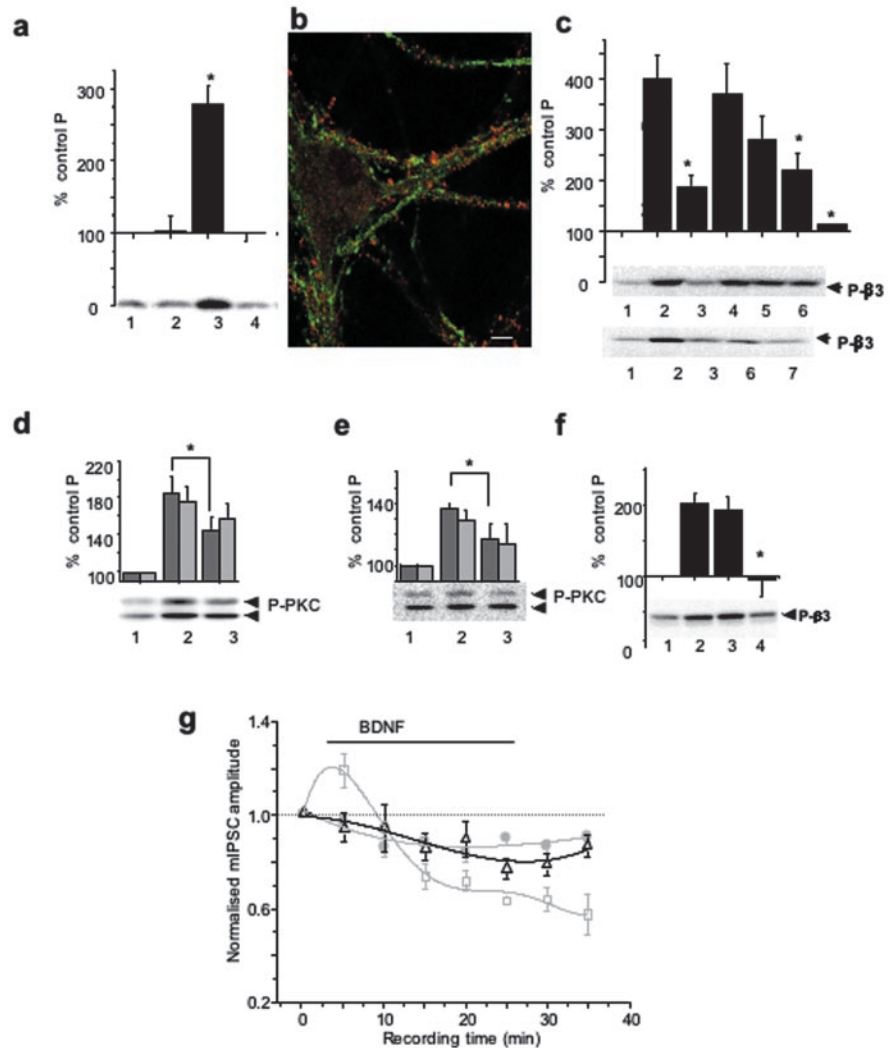 a
% control P
300
200
100
0
*
1 2 3 4
b
c
% control P
400
300
200
100
0
*
*
*
P-β3
1 2 3 4 5 6
P-β3
1 2 3 6 7
d
% control P
220
180
140
100
*
P-PKC
1 2 3
e
% control P
140
100
*
P-PKC
1 2 3
f
% control P
200
100
0
*
P-β3
1 2 3 4
g
Normalised mIPSC amplitude
1.4
1.0
0.6
0.2
BDNF
0 10 20 30 40
Recording time (min)